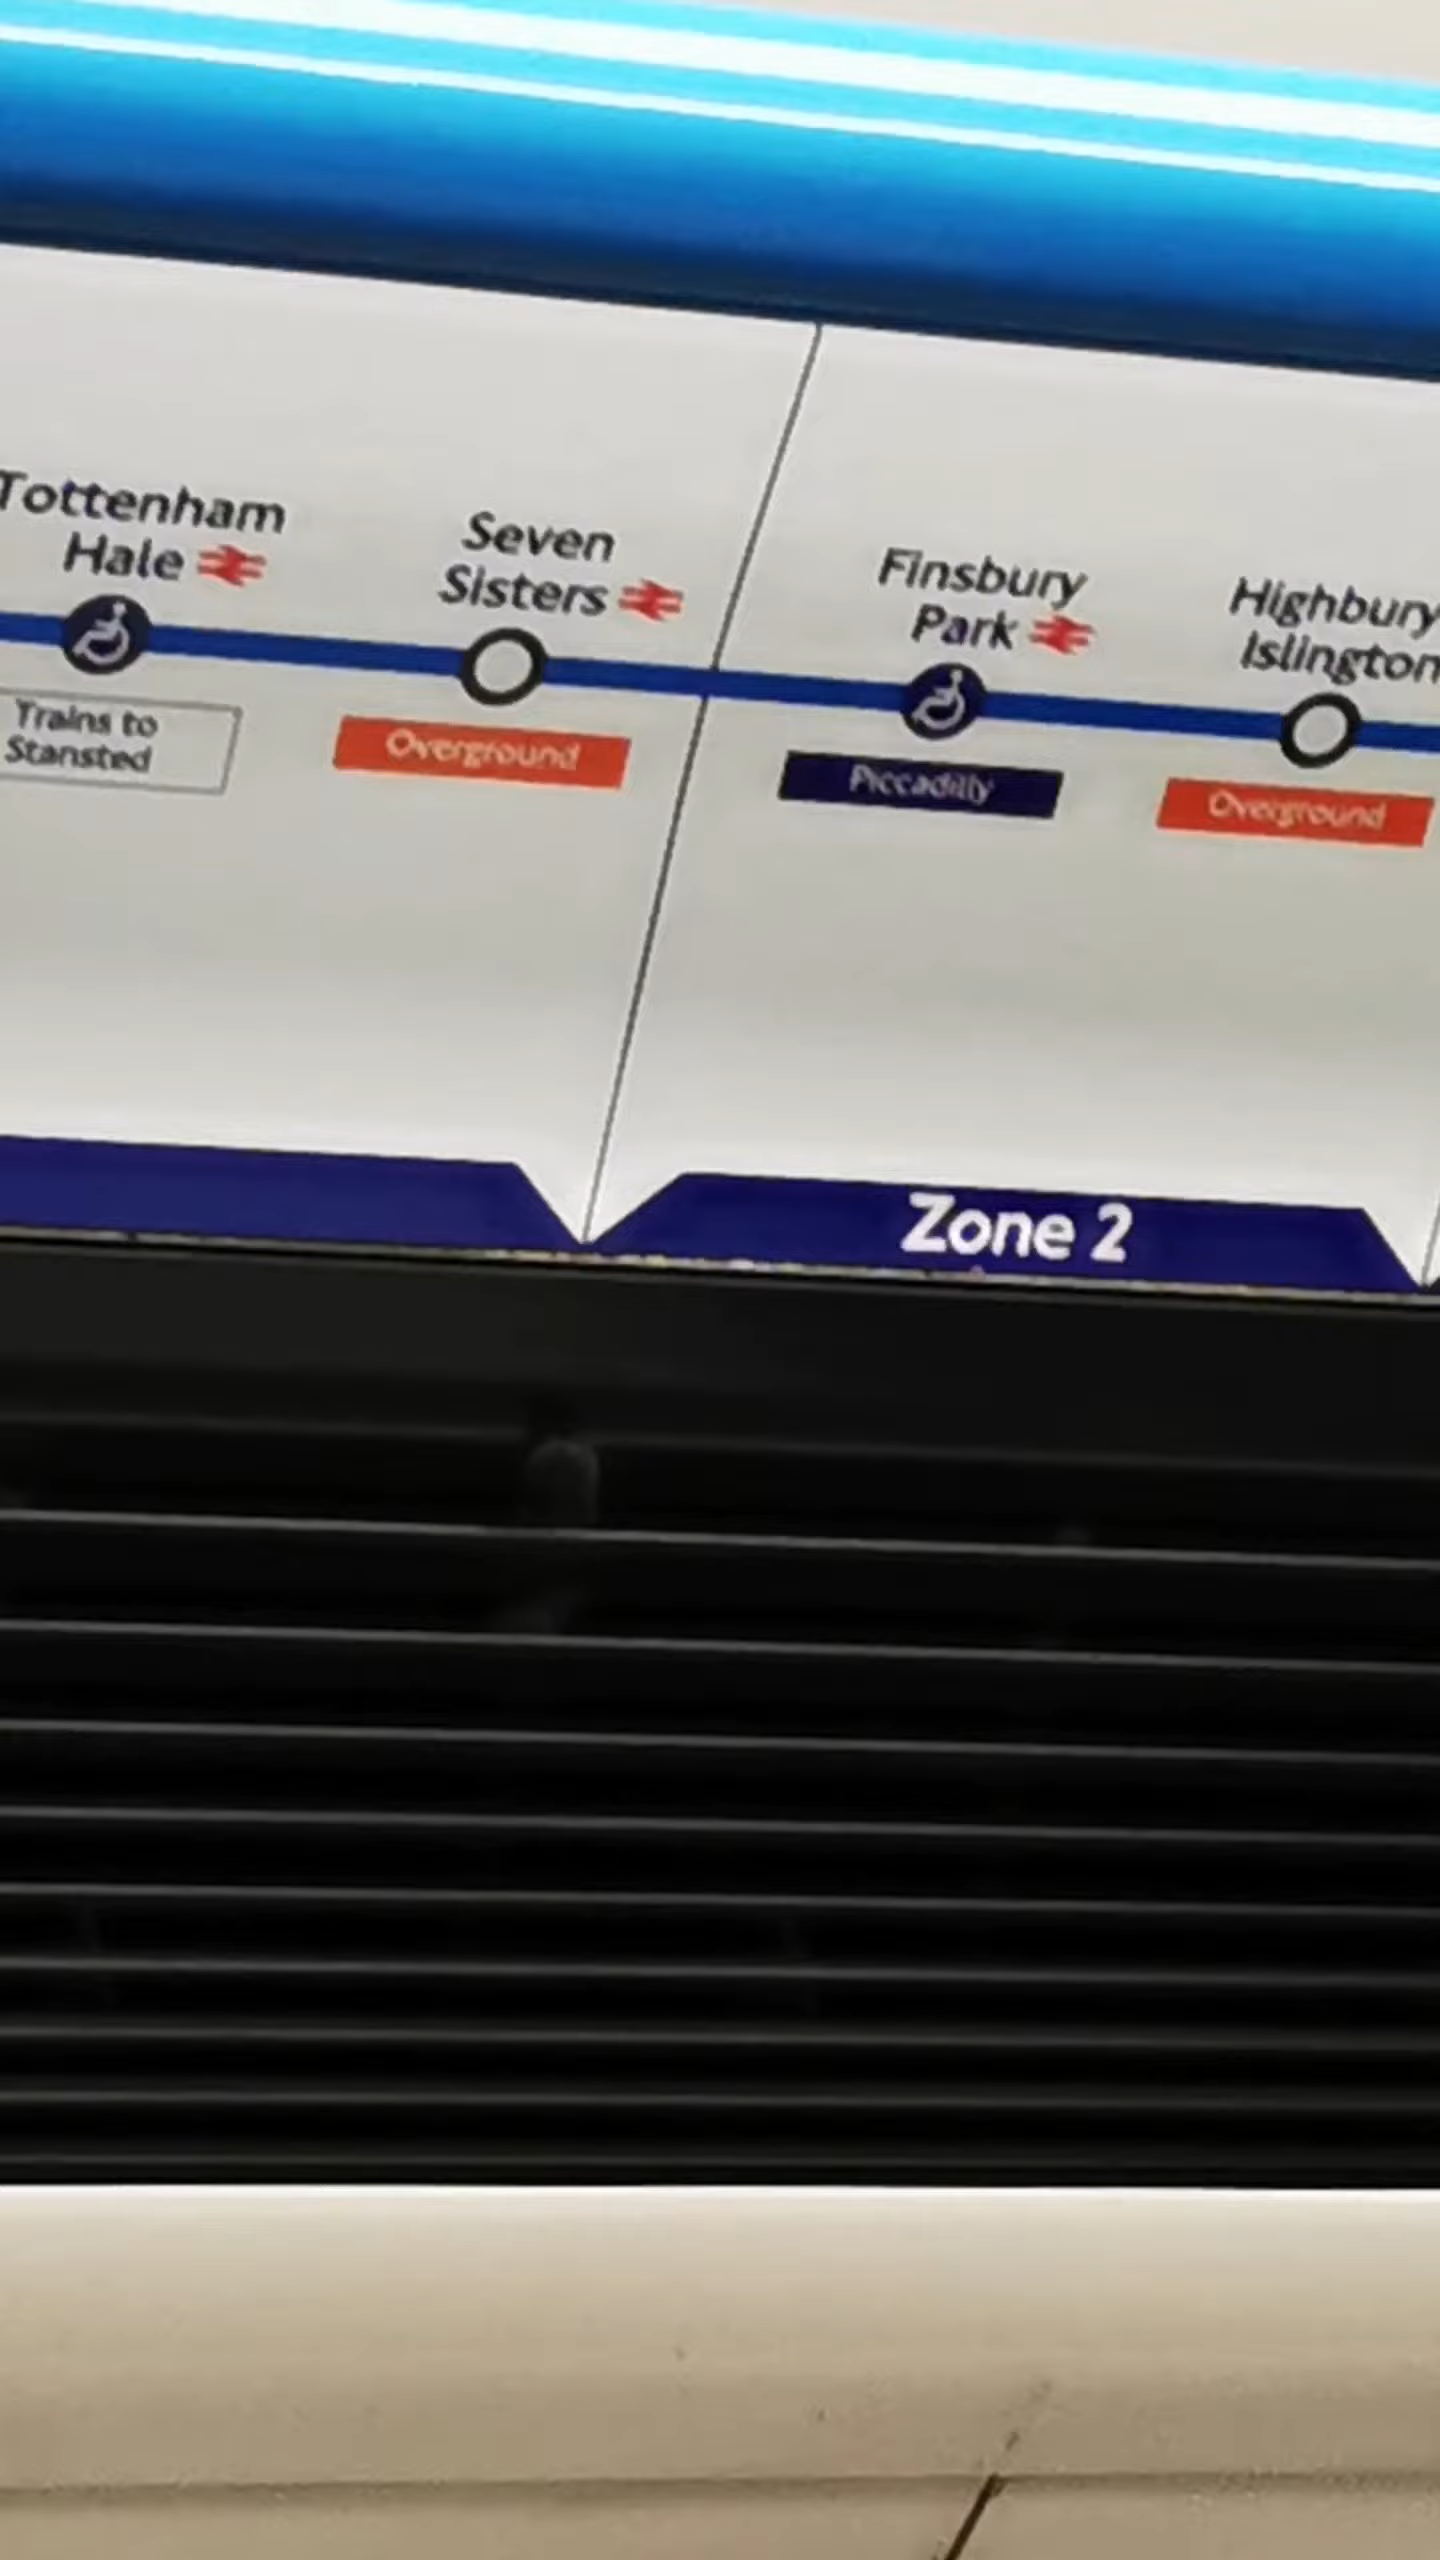 Tottenham
Hale
Trains to
Stansted
Seven
Sisters
Overground
Finsbury
Park
Piccadilly
Highbury
Islington
Overground
Zone 2